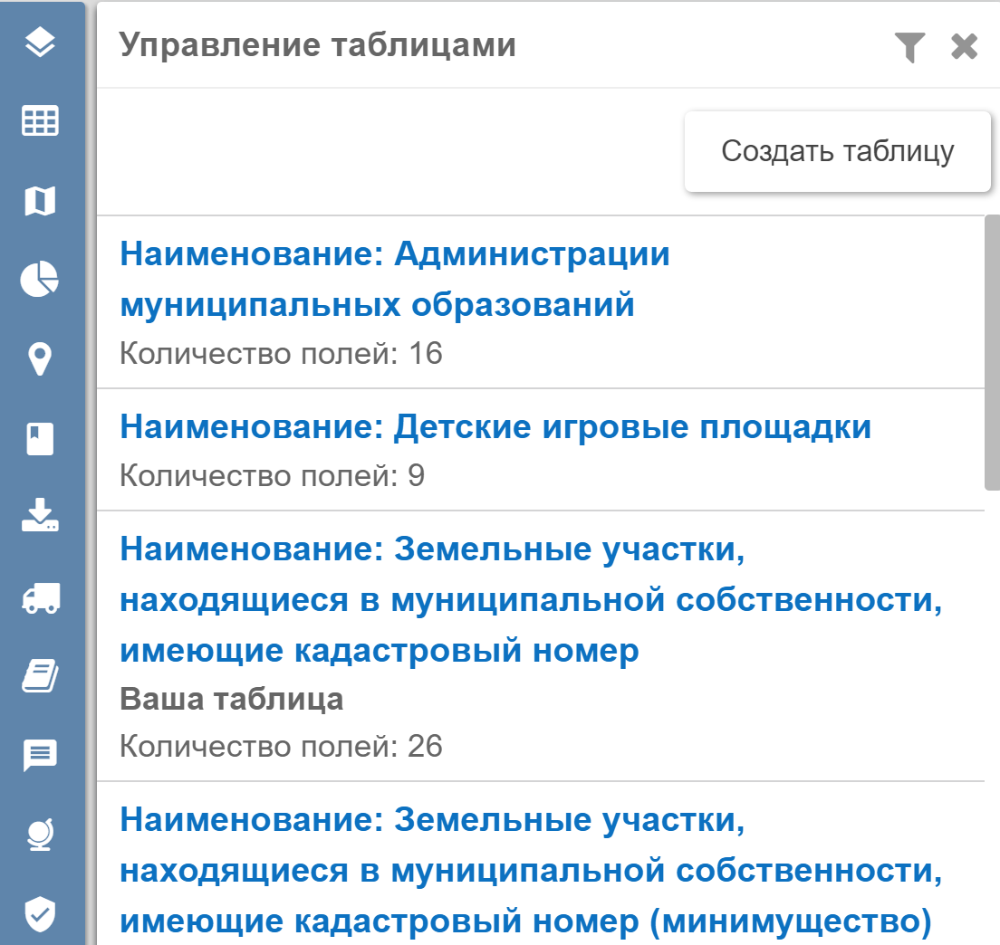 Управление таблицами
Создать таблицу
Наименование: Администрации
муниципальных образований
Количество полей: 16
Наименование: Детские игровые площадки
Количество полей: 9
Наименование: Земельные участки,
находящиеся в муниципальной собственности,
имеющие кадастровый номер
Ваша таблица
Количество полей: 26
Наименование: Земельные участки,
находящиеся в муниципальной собственности,
имеющие кадастровый номер (минимущество)